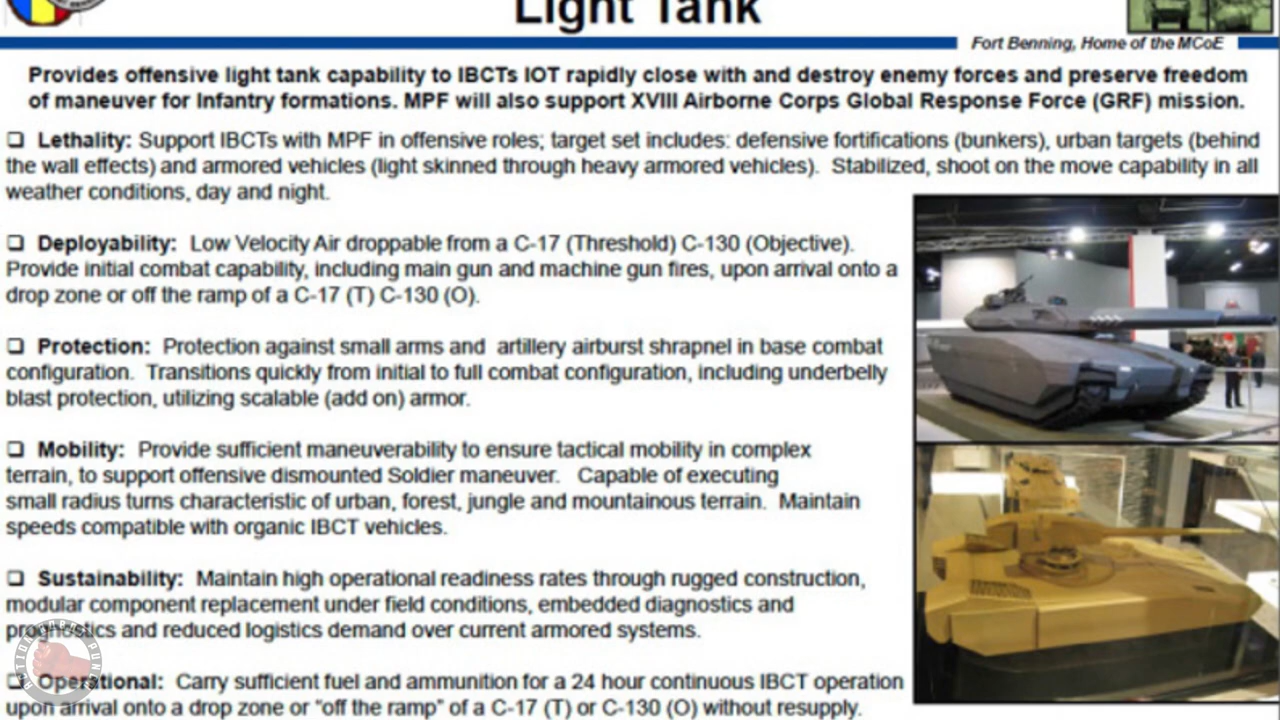 Light Tank
Fort Benning, Home of the MCoE
Provides offensive light tank capability to IBCTs IOT rapidly close with and destroy enemy forces and preserve freedom
of maneuver for Infantry formations. MPF will also support XVIII Airborne Corps Global Response Force (GRF) mission.
❑ Lethality: Support IBCTs with MPF in offensive roles; target set includes: defensive fortifications (bunkers), urban targets (behind
the wall effects) and armored vehicles (light skinned through heavy armored vehicles). Stabilized, shoot on the move capability in all
weather conditions, day and night.
❑ Deployability: Low Velocity Air droppable from a C-17 (Threshold) C-130 (Objective).
Provide initial combat capability, including main gun and machine gun fires, upon arrival onto a
drop zone or off the ramp of a C-17 (T) C-130 (O).
❑ Protection: Protection against small arms and artillery airburst shrapnel in base combat
configuration. Transitions quickly from initial to full combat configuration, including underbelly
blast protection, utilizing scalable (add on) armor.
❑ Mobility: Provide sufficient maneuverability to ensure tactical mobility in complex
terrain, to support offensive dismounted Soldier maneuver. Capable of executing
small radius turns characteristic of urban, forest, jungle and mountainous terrain. Maintain
speeds compatible with organic IBCT vehicles.
❑ Sustainability: Maintain high operational readiness rates through rugged construction,
modular component replacement under field conditions, embedded diagnostics and
prognostics and reduced logistics demand over current armored systems.
❑ Operational: Carry sufficient fuel and ammunition for a 24 hour continuous IBCT operation
upon arrival onto a drop zone or "off the ramp" of a C-17 (T) or C-130 (O) without resupply.